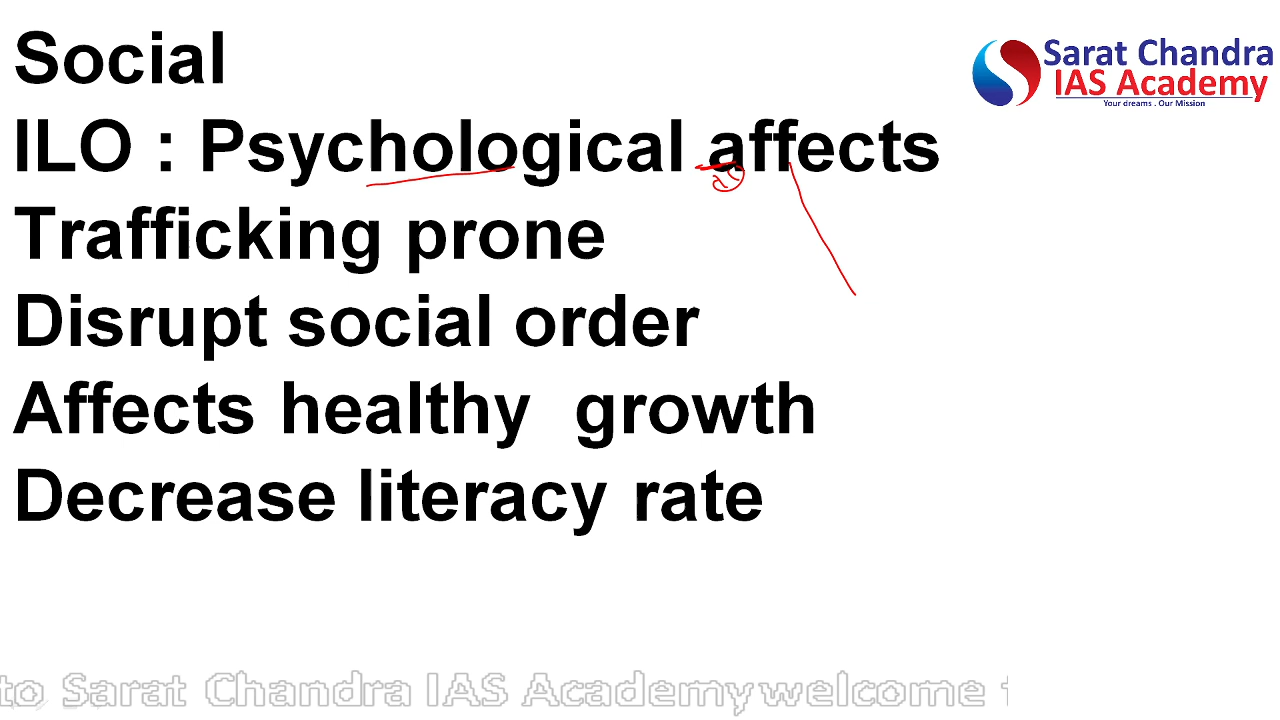 Social
Sarat Chandra
IAS Academy
Your dreams . Our Mission
ILO : Psychological affects
Trafficking prone
Disrupt social order
Affects healthy growth
Decrease literacy rate
to Sarat Chandra IAS Academy welcome